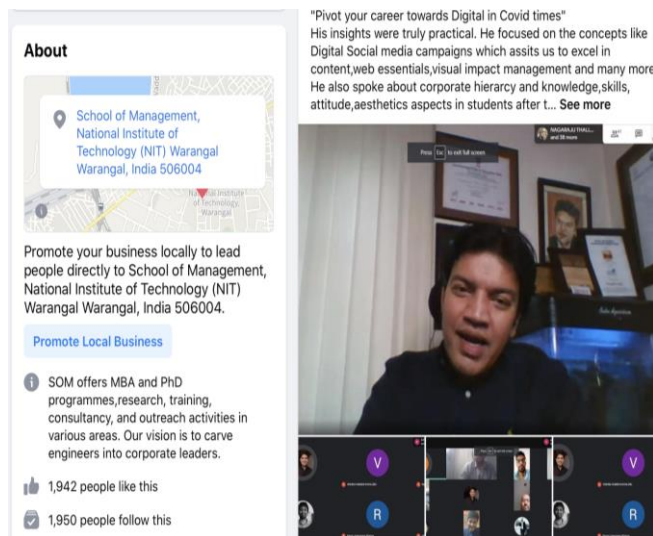 About
School of Management,
National Institute of
Technology (NIT) Warangal
Warangal, India 506004
Promote your business locally to lead
people directly to School of Management,
National Institute of Technology (NIT)
Warangal Warangal, India 506004.
Promote Local Business
SOM offers MBA and PhD
programmes,research, training,
consultancy, and outreach activities in
various areas. Our vision is to carve
engineers into corporate leaders.
1,942 people like this
1,950 people follow this
"Pivot your career towards Digital in Covid times"
His insights were truly practical. He focused on the concepts like
Digital Social media campaigns which assits us to excel in
content,web essentials,visual impact management and many more
He also spoke about corporate hierarcy and knowledge,skills,
attitude,aesthetics aspects in students after t... See more
NAGARAJU THALL...
and 38 more
Press Esc to exit full screen
V
R
V
R